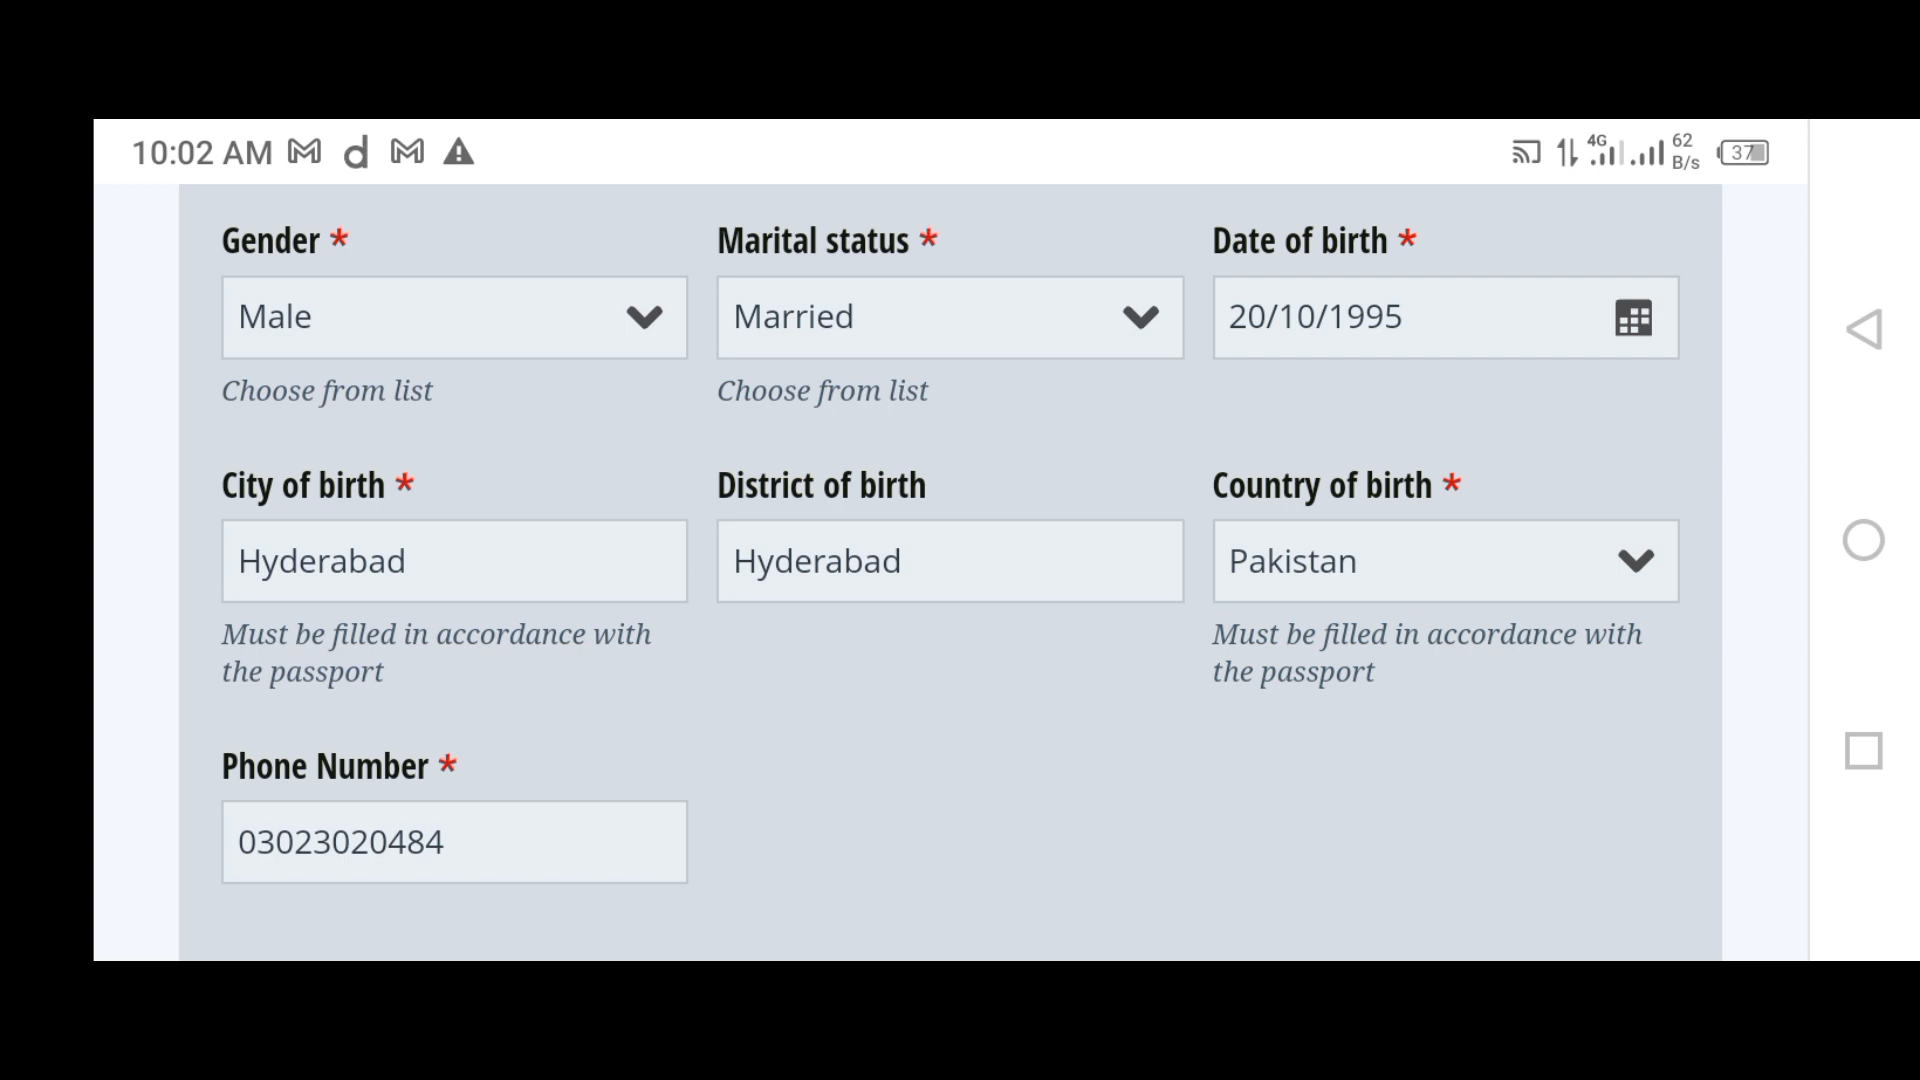 10:02 AM
4G 62 B/s 37
Gender * Marital status * Date of birth *
Male Married 20/10/1995
Choose from list Choose from list
City of birth * District of birth Country of birth *
Hyderabad Hyderabad Pakistan
Must be filled in accordance with the passport
Must be filled in accordance with the passport
Phone Number *
03023020484